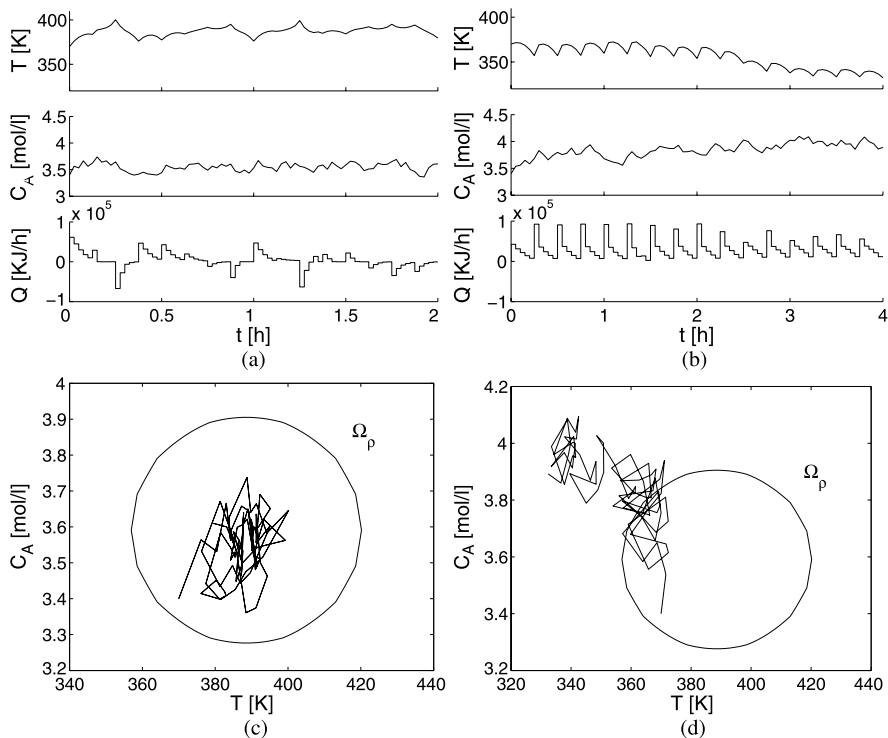 400
350
T [K]
4.5
4
3.5
3
C_A [mol/l]
x 10^5
1
0
−1
Q [KJ/h]
0 0.5 1 1.5 2
t [h]
(a)
400
350
T [K]
4.5
4
3.5
3
C_A [mol/l]
x 10^5
1
0
−1
Q [KJ/h]
0 1 2 3 4
t [h]
(b)
4
3.9
3.8
3.7
3.6
3.5
3.4
3.3
3.2
C_A [mol/l]
Ω_ρ
340 360 380 400 420 440
T [K]
(c)
4.2
4
3.8
3.6
3.4
3.2
C_A [mol/l]
Ω_ρ
320 340 360 380 400 420 440
T [K]
(d)